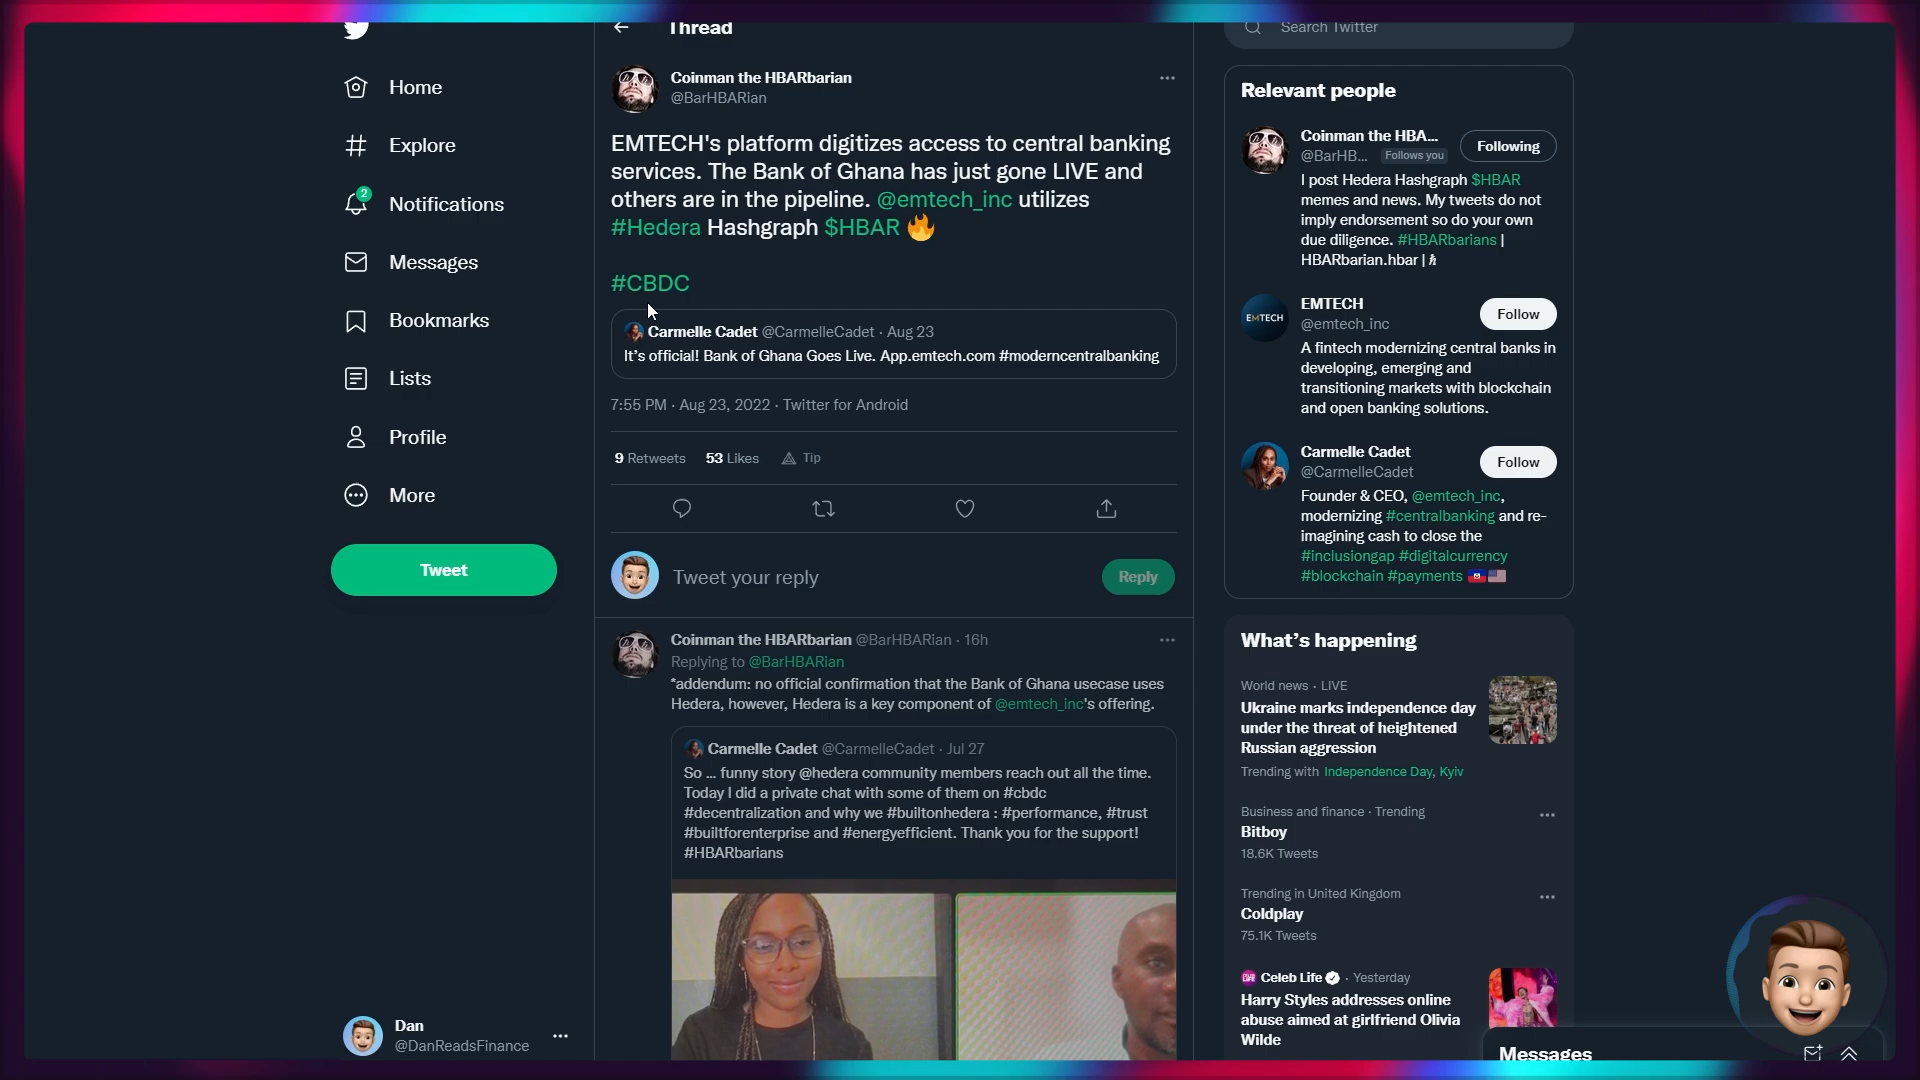 Thread
Search Twitter
Home
Explore
2
Notifications
Messages
Bookmarks
Lists
Profile
More
Tweet
Dan
@DanReadsFinance
Coinman the HBARbarian
@BarHBARian
EMTECH's platform digitizes access to central banking
services. The Bank of Ghana has just gone LIVE and
others are in the pipeline. @emtech_inc utilizes
#Hedera Hashgraph $HBAR 🔥
#CBDC
Carmelle Cadet @CarmelleCadet · Aug 23
It's official! Bank of Ghana Goes Live. App.emtech.com #moderncentralbanking
7:55 PM · Aug 23, 2022 · Twitter for Android
9 Retweets 53 Likes Tip
Tweet your reply
Reply
Coinman the HBARbarian @BarHBARian · 16h
Replying to @BarHBARian
*addendum: no official confirmation that the Bank of Ghana usecase uses
Hedera, however, Hedera is a key component of @emtech_inc's offering.
Carmelle Cadet @CarmelleCadet · Jul 27
So ... funny story @hedera community members reach out all the time.
Today I did a private chat with some of them on #cbdc
#decentralization and why we #builtonhedera : #performance, #trust
#builtforenterprise and #energyefficient. Thank you for the support!
#HBARbarians
Relevant people
Coinman the HBA...
@BarHB... Follows you
Following
I post Hedera Hashgraph $HBAR
memes and news. My tweets do not
imply endorsement so do your own
due diligence. #HBARbarians |
HBARbarian.hbar | ℏ
EMTECH
EMTECH
@emtech_inc
Follow
A fintech modernizing central banks in
developing, emerging and
transitioning markets with blockchain
and open banking solutions.
Carmelle Cadet
@CarmelleCadet
Follow
Founder & CEO, @emtech_inc,
modernizing #centralbanking and re-
imagining cash to close the
#inclusiongap #digitalcurrency
#blockchain #payments 🇭🇹🇺🇸
What's happening
World news · LIVE
Ukraine marks independence day
under the threat of heightened
Russian aggression
Trending with Independence Day, Kyiv
Business and finance · Trending
Bitboy
18.6K Tweets
Trending in United Kingdom
Coldplay
75.1K Tweets
Celeb Life · Yesterday
Harry Styles addresses online
abuse aimed at girlfriend Olivia
Wilde
Messages